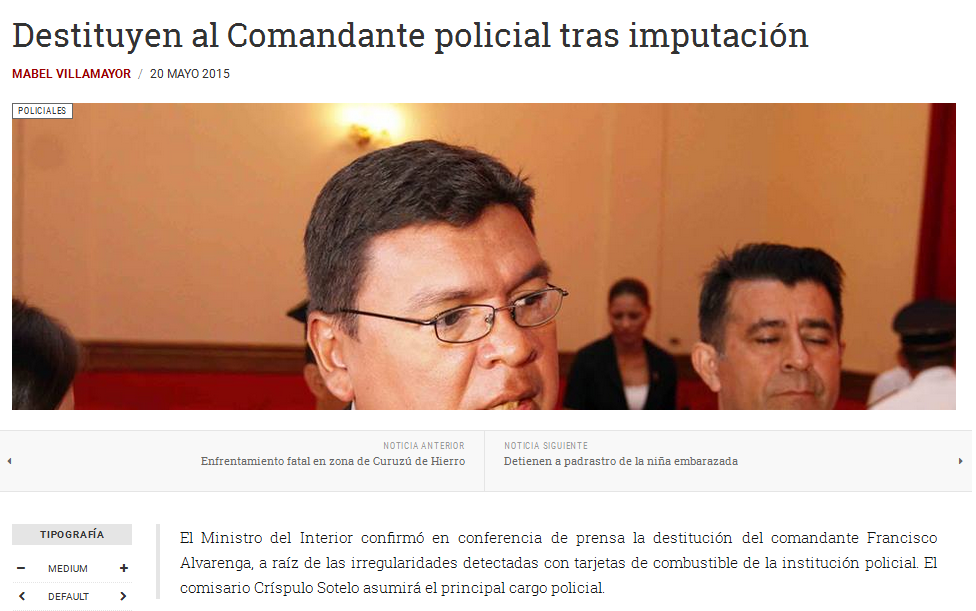 Destituyen al Comandante policial tras imputación
MABEL VILLAMAYOR / 20 MAYO 2015
POLICIALES
NOTICIA ANTERIOR
Enfrentamiento fatal en zona de Curuzú de Hierro
NOTICIA SIGUIENTE
Detienen a padrastro de la niña embarazada
TIPOGRAFÍA
− MEDIUM +
< DEFAULT >
El Ministro del Interior confirmó en conferencia de prensa la destitución del comandante Francisco
Alvarenga, a raíz de las irregularidades detectadas con tarjetas de combustible de la institución policial. El
comisario Críspulo Sotelo asumirá el principal cargo policial.